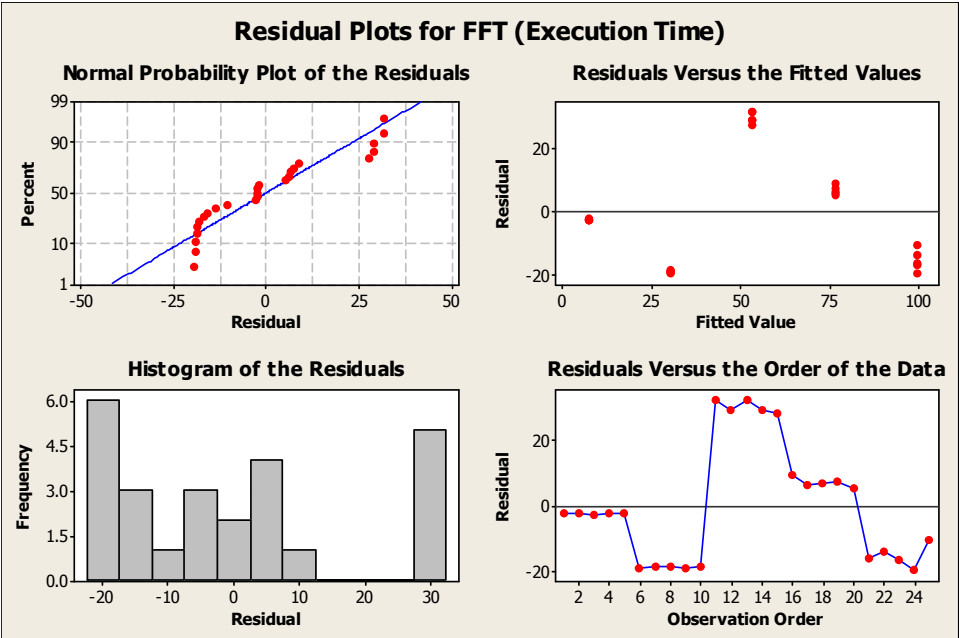 Residual Plots for FFT (Execution Time)
Normal Probability Plot of the Residuals
99
90
50
10
1
Percent
-50 -25 0 25 50
Residual
Residuals Versus the Fitted Values
20
0
-20
Residual
0 25 50 75 100
Fitted Value
Histogram of the Residuals
6.0
4.5
3.0
1.5
0.0
Frequency
-20 -10 0 10 20 30
Residual
Residuals Versus the Order of the Data
20
0
-20
Residual
2 4 6 8 10 12 14 16 18 20 22 24
Observation Order